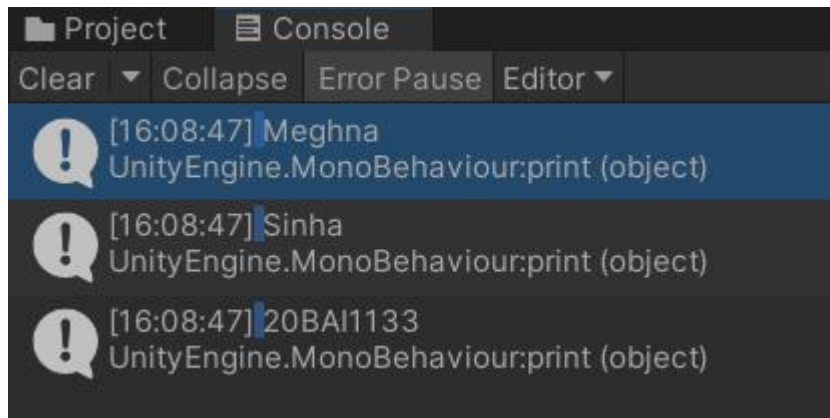 Project Console
Clear Collapse Error Pause Editor
[16:08:47] Meghna
UnityEngine.MonoBehaviour:print (object)
[16:08:47] Sinha
UnityEngine.MonoBehaviour:print (object)
[16:08:47] 20BAI1133
UnityEngine.MonoBehaviour:print (object)